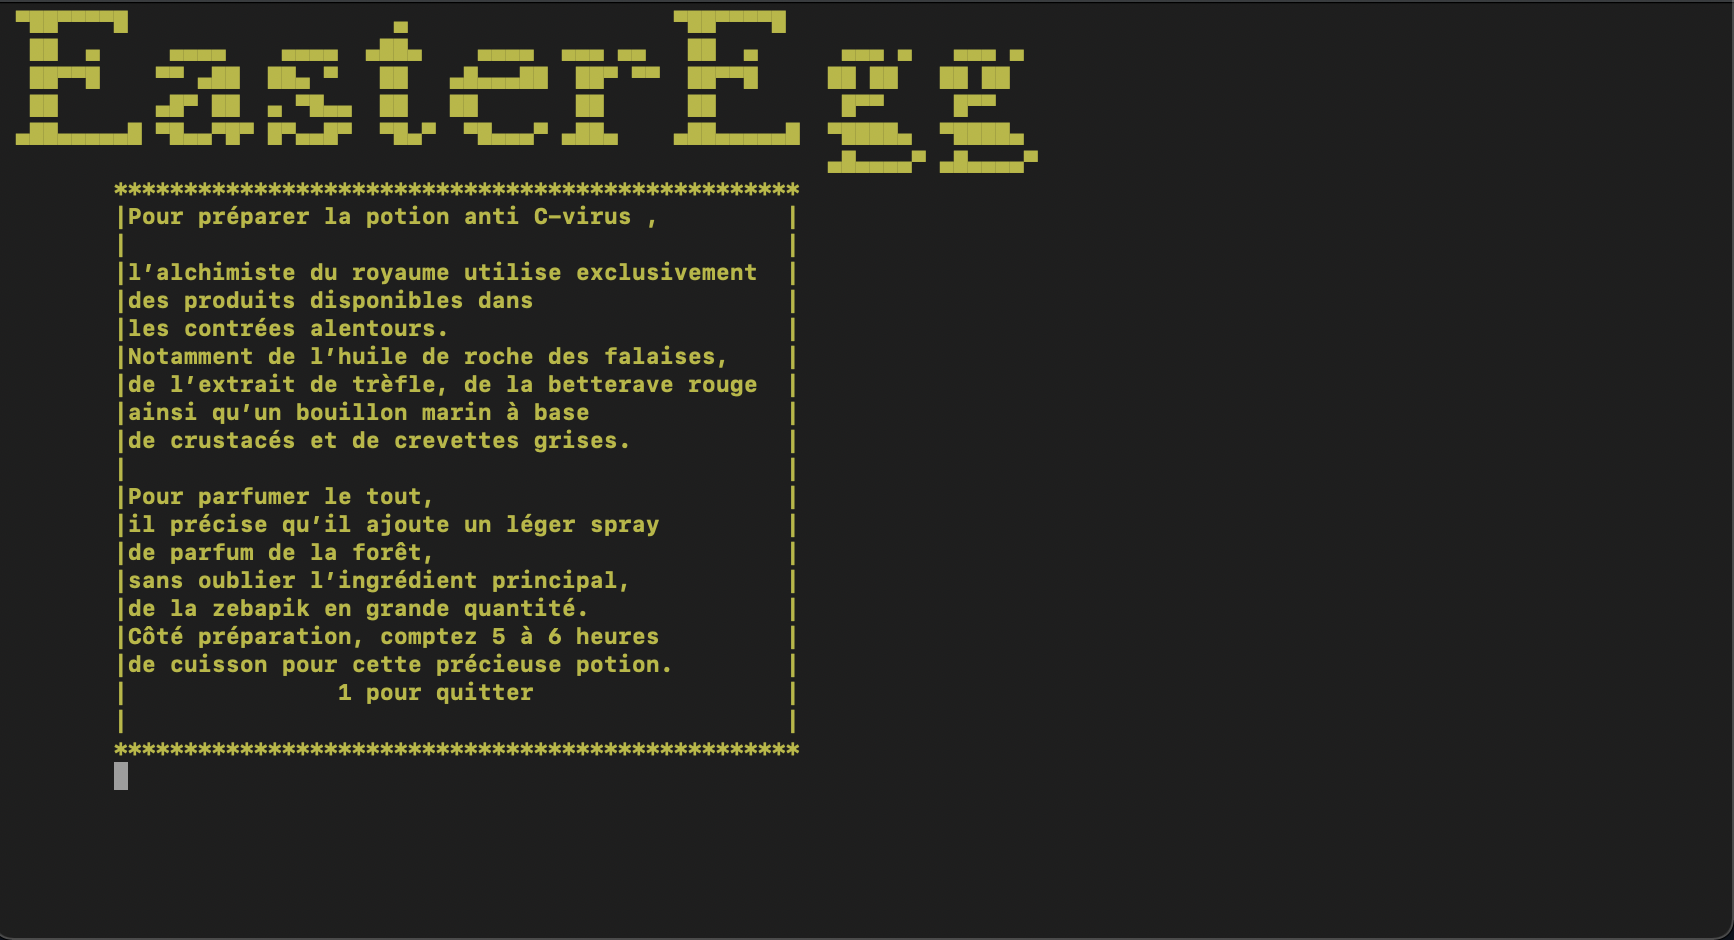 EasterEgg
*************************************************
|Pour préparer la potion anti C-virus ,         |
|                                               |
|l’alchimiste du royaume utilise exclusivement  |
|des produits disponibles dans                  |
|les contrées alentours.                        |
|Notamment de l’huile de roche des falaises,    |
|de l’extrait de trèfle, de la betterave rouge  |
|ainsi qu’un bouillon marin à base              |
|de crustacés et de crevettes grises.           |
|                                               |
|Pour parfumer le tout,                         |
|il précise qu’il ajoute un léger spray         |
|de parfum de la forêt,                         |
|sans oublier l’ingrédient principal,           |
|de la zebapik en grande quantité.              |
|Côté préparation, comptez 5 à 6 heures         |
|de cuisson pour cette précieuse potion.        |
|               1 pour quitter                  |
|                                               |
*************************************************